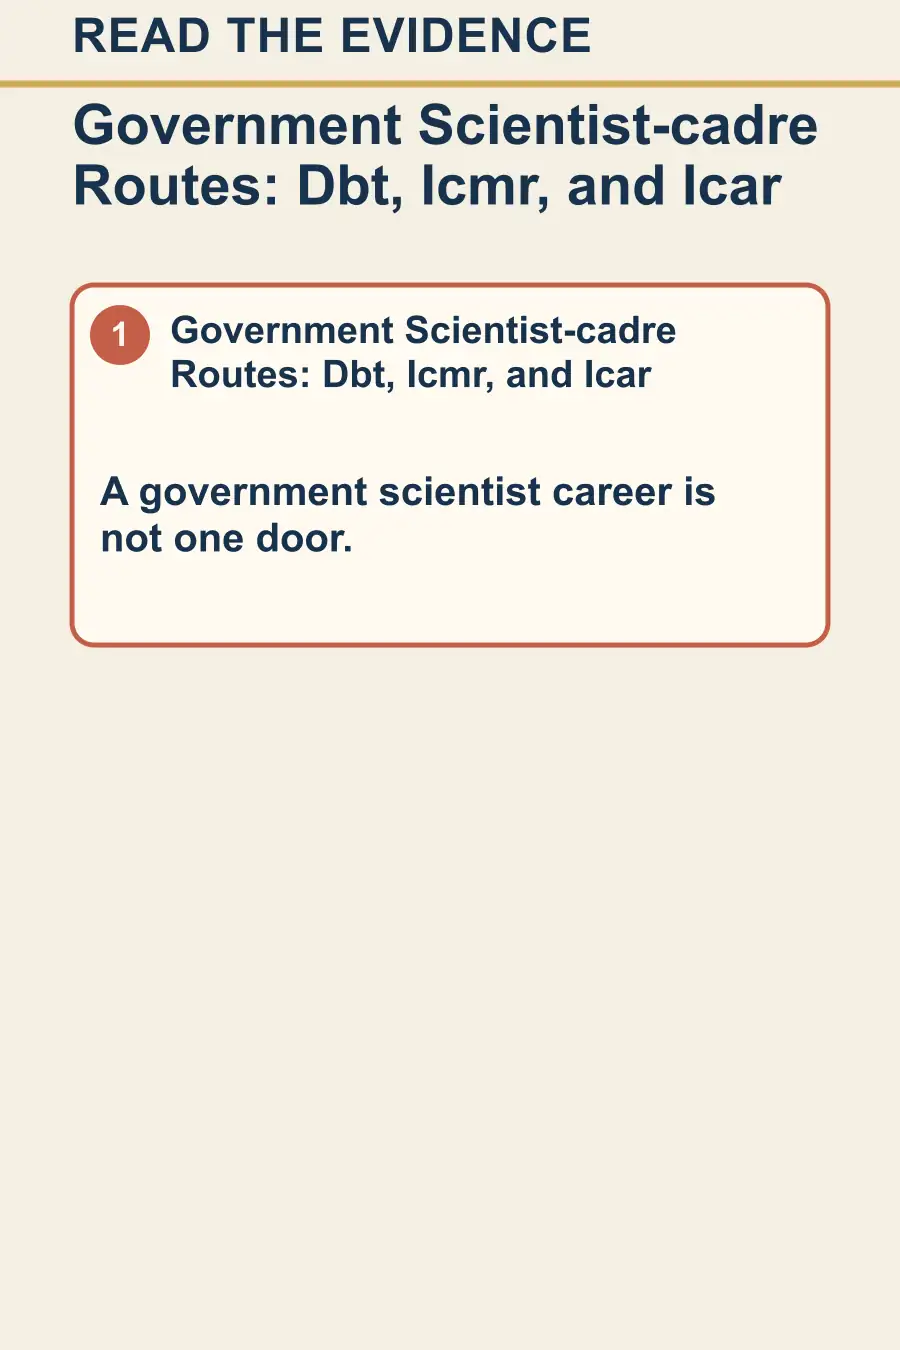 READ THE EVIDENCE
Government Scientist-cadre
Routes: Dbt, Icmr, and Icar
1
Government Scientist-cadre
Routes: Dbt, Icmr, and Icar
A government scientist career is
not one door.